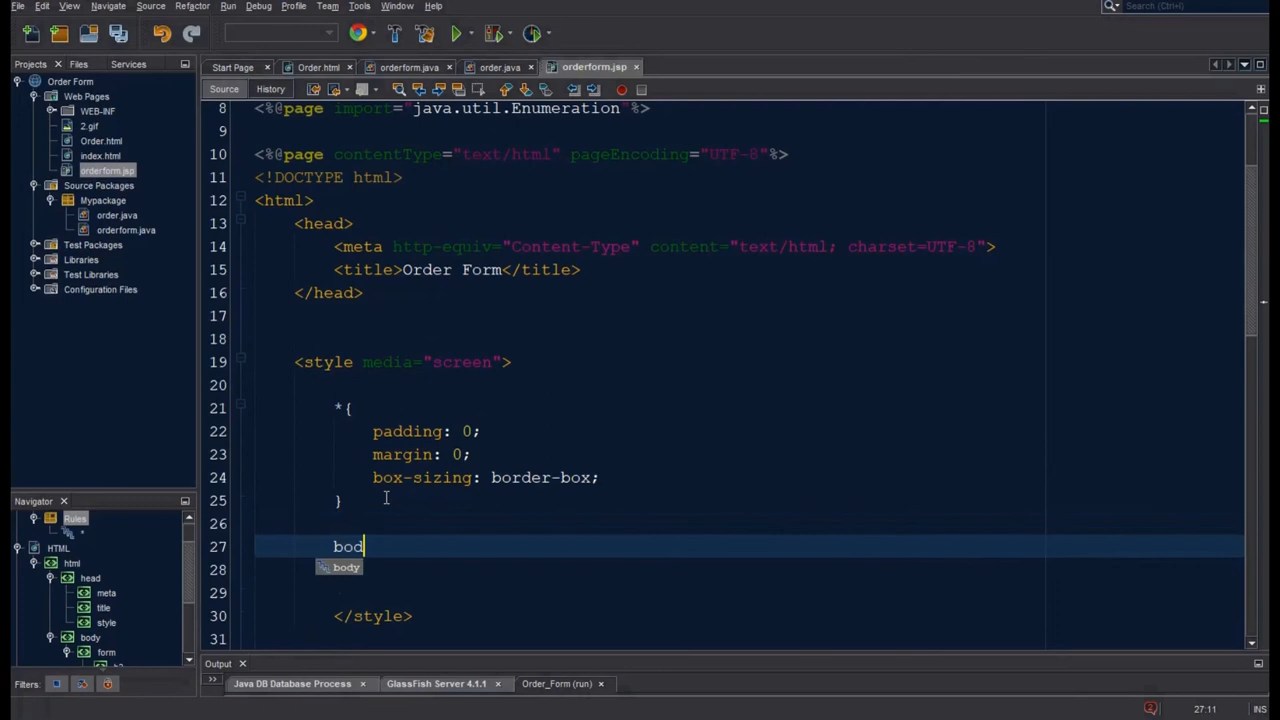 File Edit View Navigate Source Refactor Run Debug Profile Team Tools Window Help
Search (Ctrl+I)
Projects Files Services
Start Page Order.html orderform.java order.java orderform.jsp
Source History
Order Form
Web Pages
WEB-INF
2.gif
Order.html
index.html
orderform.jsp
Source Packages
Mypackage
order.java
orderform.java
Test Packages
Libraries
Test Libraries
Configuration Files
8 <%@page import="java.util.Enumeration"%>
9
10 <%@page contentType="text/html" pageEncoding="UTF-8"%>
11 <!DOCTYPE html>
12 <html>
13 <head>
14 <meta http-equiv="Content-Type" content="text/html; charset=UTF-8">
15 <title>Order Form</title>
16 </head>
17
18
19 <style media="screen">
20
21 *{
22 padding: 0;
23 margin: 0;
24 box-sizing: border-box;
25 }
26
27 bod
28 body
29
30 </style>
31
Navigator
Rules
*
HTML
html
head
meta
title
style
body
form
Filters:
Output
Java DB Database Process GlassFish Server 4.1.1 Order_Form (run)
2 27:11 INS